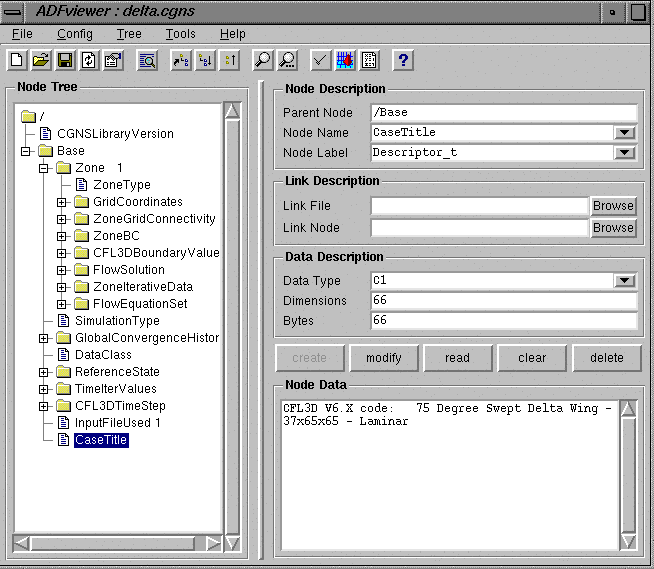 ADFviewer : delta.cgns
File Config Tree Tools Help
?
Node Tree
/
CGNSLibraryVersion
Base
Zone 1
ZoneType
GridCoordinates
ZoneGridConnectivity
ZoneBC
CFL3DBoundaryValue
FlowSolution
ZoneIterativeData
FlowEquationSet
SimulationType
GlobalConvergenceHistor
DataClass
ReferenceState
TimeIterValues
CFL3DTimeStep
InputFileUsed 1
CaseTitle
Node Description
Parent Node /Base
Node Name CaseTitle
Node Label Descriptor_t
Link Description
Link File Browse
Link Node Browse
Data Description
Data Type C1
Dimensions 66
Bytes 66
create modify read clear delete
Node Data
CFL3D V6.X code:   75 Degree Swept Delta Wing -
37x65x65 - Laminar